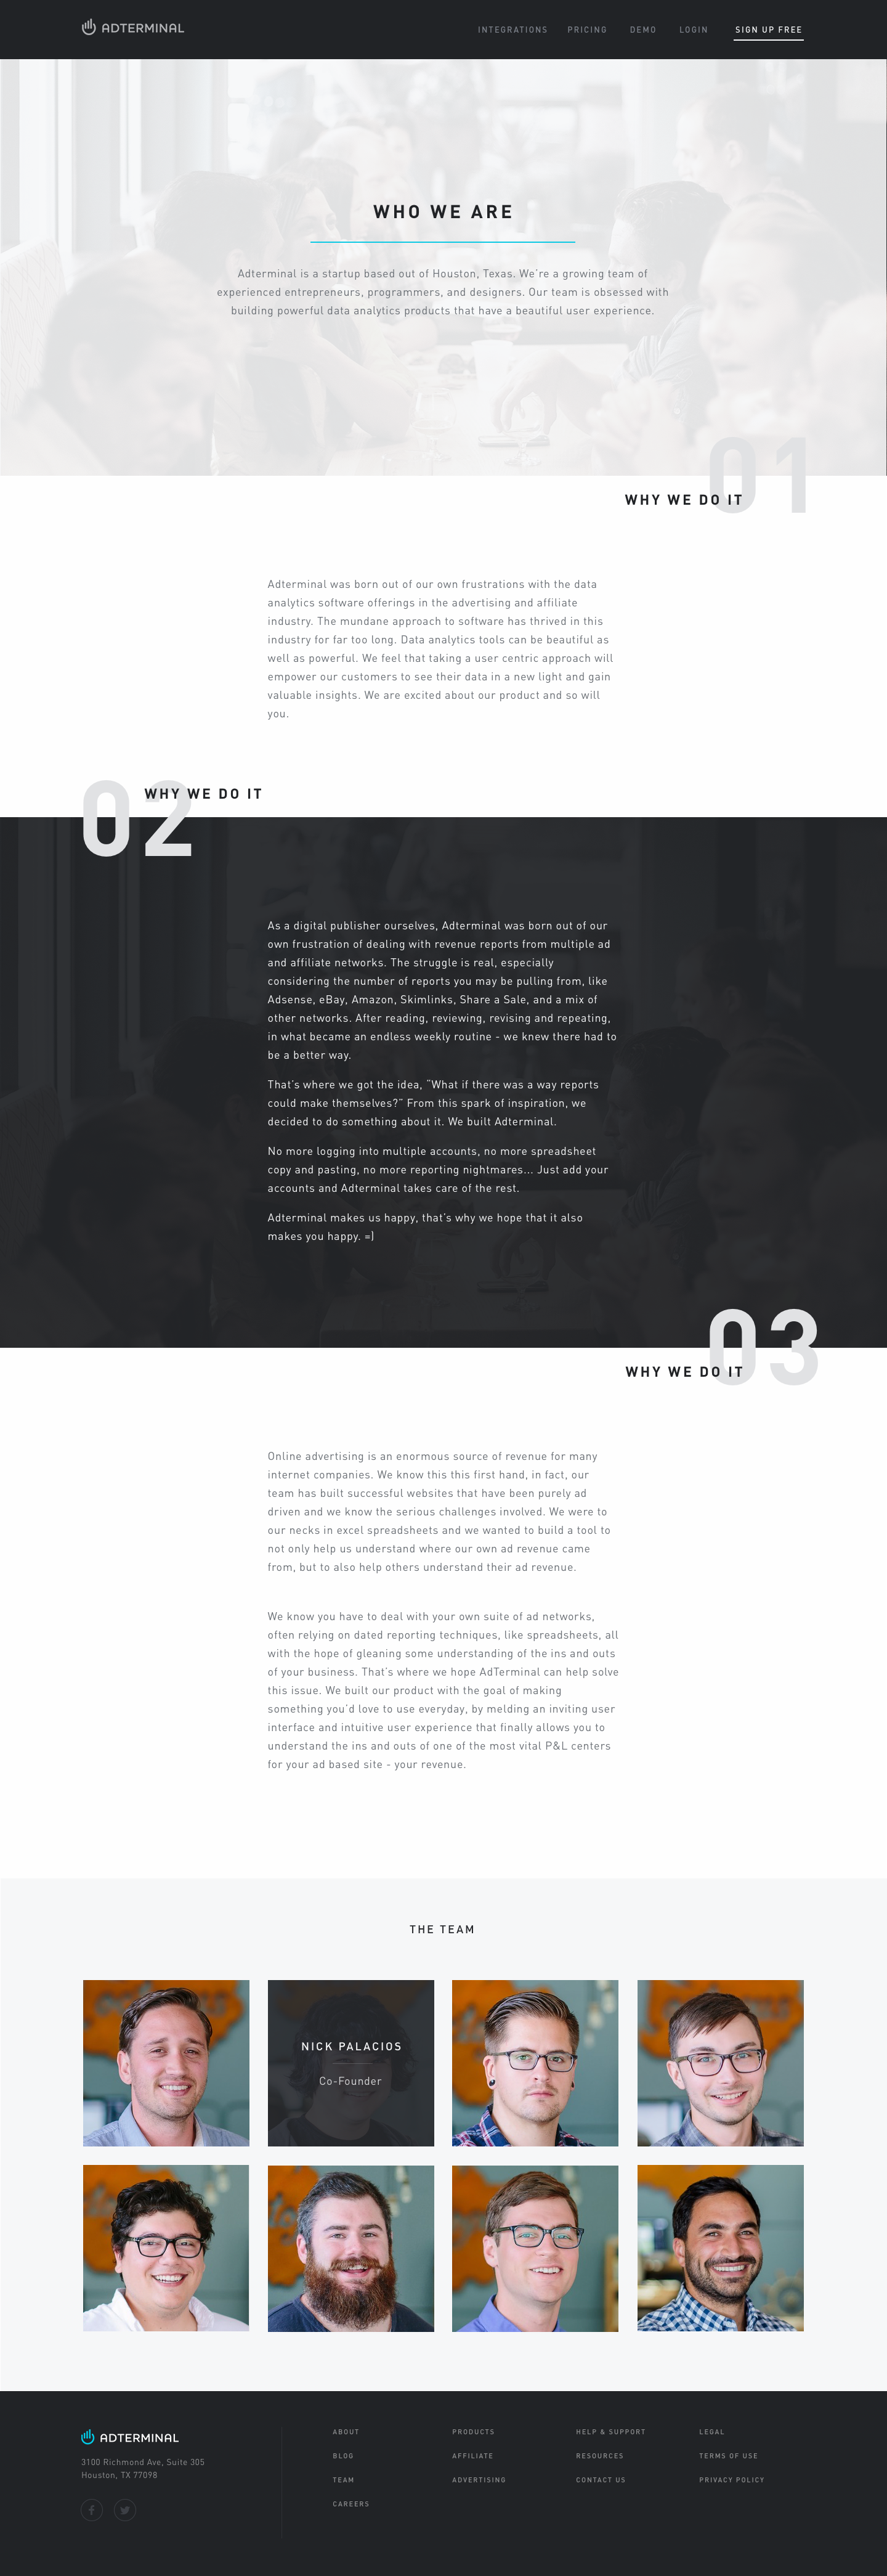 ADTERMINAL
INTEGRATIONS PRICING DEMO LOGIN SIGN UP FREE
WHO WE ARE
Adterminal is a startup based out of Houston, Texas. We're a growing team of
experienced entrepreneurs, programmers, and designers. Our team is obsessed with
building powerful data analytics products that have a beautiful user experience.
01
WHY WE DO IT
Adterminal was born out of our own frustrations with the data
analytics software offerings in the advertising and affiliate
industry. The mundane approach to software has thrived in this
industry for far too long. Data analytics tools can be beautiful as
well as powerful. We feel that taking a user centric approach will
empower our customers to see their data in a new light and gain
valuable insights. We are excited about our product and so will
you.
02
WHY WE DO IT
As a digital publisher ourselves, Adterminal was born out of our
own frustration of dealing with revenue reports from multiple ad
and affiliate networks. The struggle is real, especially
considering the number of reports you may be pulling from, like
Adsense, eBay, Amazon, Skimlinks, Share a Sale, and a mix of
other networks. After reading, reviewing, revising and repeating,
in what became an endless weekly routine - we knew there had to
be a better way.
That's where we got the idea, "What if there was a way reports
could make themselves?" From this spark of inspiration, we
decided to do something about it. We built Adterminal.
No more logging into multiple accounts, no more spreadsheet
copy and pasting, no more reporting nightmares... Just add your
accounts and Adterminal takes care of the rest.
Adterminal makes us happy, that's why we hope that it also
makes you happy. =]
03
WHY WE DO IT
Online advertising is an enormous source of revenue for many
internet companies. We know this this first hand, in fact, our
team has built successful websites that have been purely ad
driven and we know the serious challenges involved. We were to
our necks in excel spreadsheets and we wanted to build a tool to
not only help us understand where our own ad revenue came
from, but to also help others understand their ad revenue.
We know you have to deal with your own suite of ad networks,
often relying on dated reporting techniques, like spreadsheets, all
with the hope of gleaning some understanding of the ins and outs
of your business. That's where we hope AdTerminal can help solve
this issue. We built our product with the goal of making
something you'd love to use everyday, by melding an inviting user
interface and intuitive user experience that finally allows you to
understand the ins and outs of one of the most vital P&L centers
for your ad based site - your revenue.
THE TEAM
NICK PALACIOS
Co-Founder
ADTERMINAL
3100 Richmond Ave, Suite 305
Houston, TX 77098
ABOUT
BLOG
TEAM
CAREERS
PRODUCTS
AFFILIATE
ADVERTISING
HELP & SUPPORT
RESOURCES
CONTACT US
LEGAL
TERMS OF USE
PRIVACY POLICY